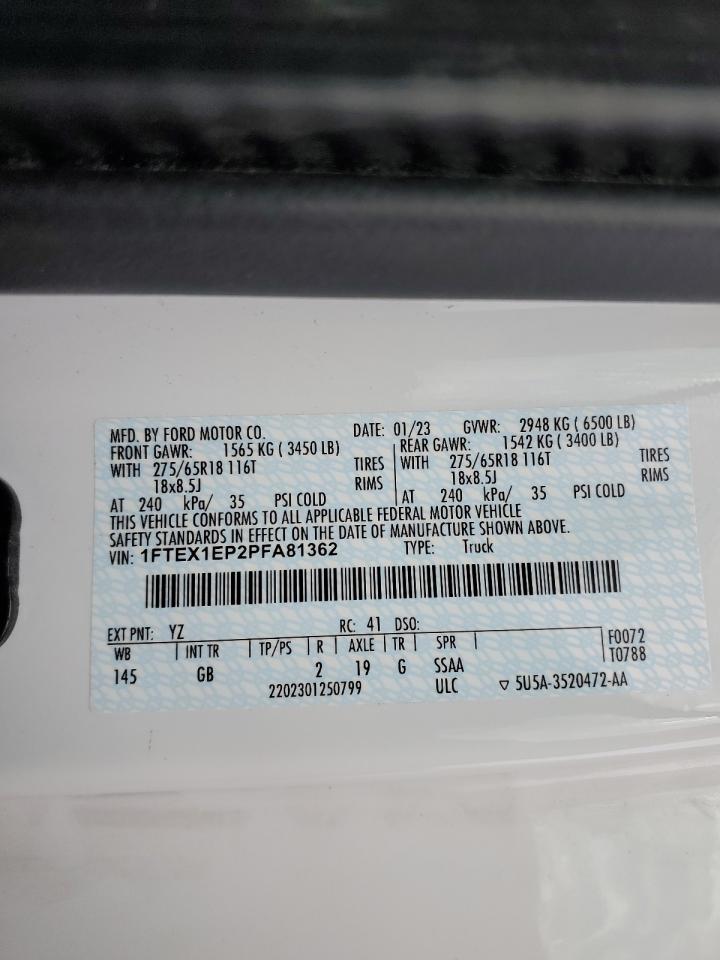 MFD. BY FORD MOTOR CO. DATE: 01/23 GVWR: 2948 KG ( 6500 LB)
FRONT GAWR: 1565 KG ( 3450 LB) REAR GAWR: 1542 KG ( 3400 LB)
WITH 275/65R18 116T TIRES WITH 275/65R18 116T TIRES
18x8.5J RIMS 18x8.5J RIMS
AT 240 kPa/ 35 PSI COLD AT 240 kPa/ 35 PSI COLD
THIS VEHICLE CONFORMS TO ALL APPLICABLE FEDERAL MOTOR VEHICLE
SAFETY STANDARDS IN EFFECT ON THE DATE OF MANUFACTURE SHOWN ABOVE.
VIN: 1FTEX1EP2PFA81362 TYPE: Truck
EXT PNT: YZ RC: 41 DSO:
WB INT TR TP/PS R AXLE TR SPR F0072
145 GB 2 19 G SSAA T0788
2202301250799 ULC ▽ 5U5A-3520472-AA